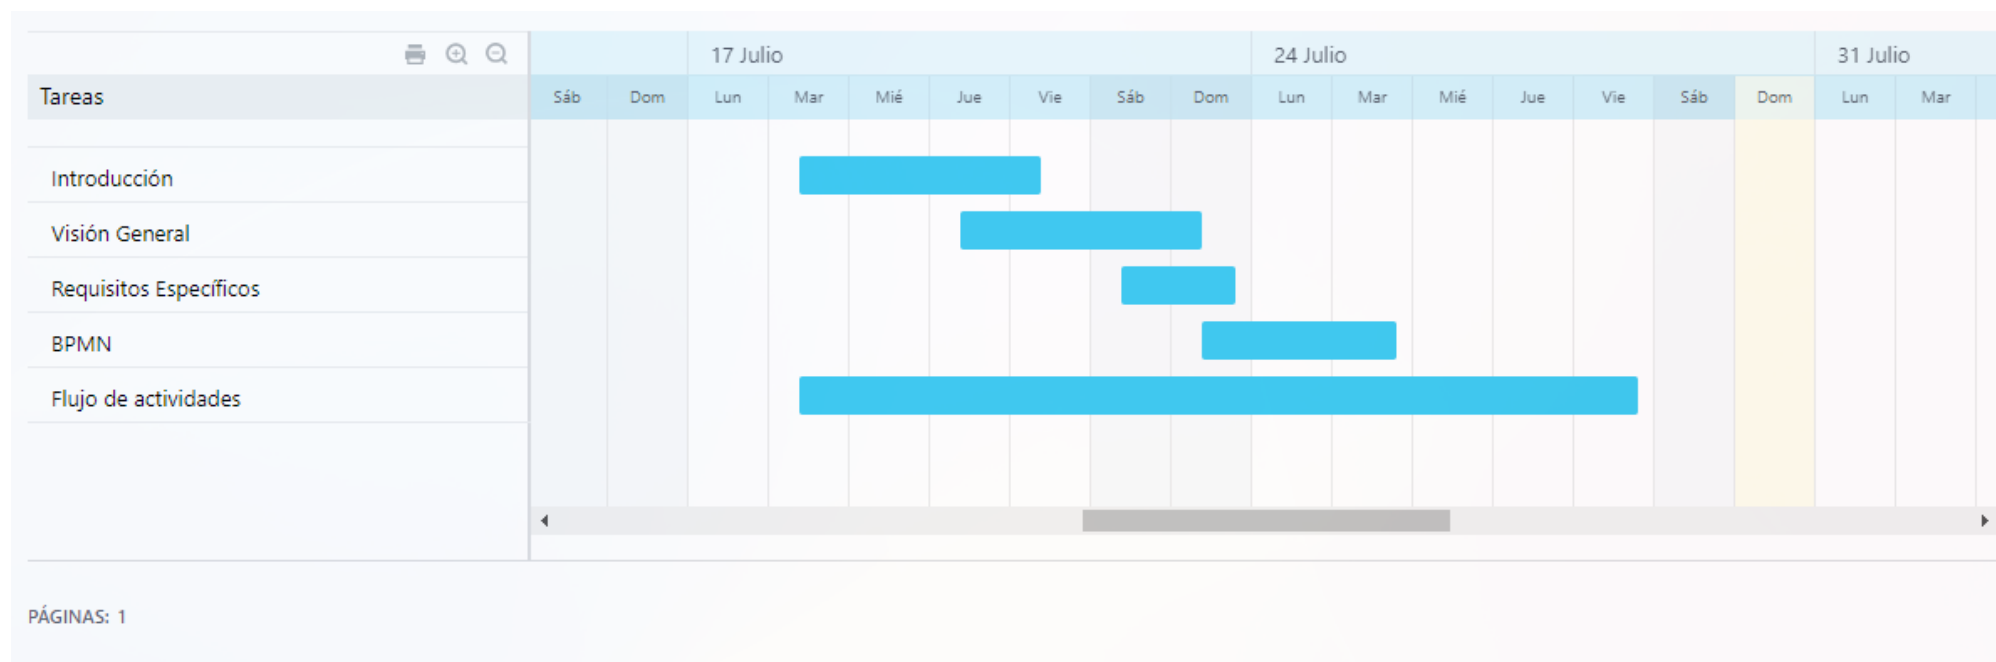 17 Julio 24 Julio 31 Julio
Tareas Sáb Dom Lun Mar Mié Jue Vie Sáb Dom Lun Mar Mié Jue Vie Sáb Dom Lun Mar
Introducción
Visión General
Requisitos Específicos
BPMN
Flujo de actividades
PÁGINAS: 1